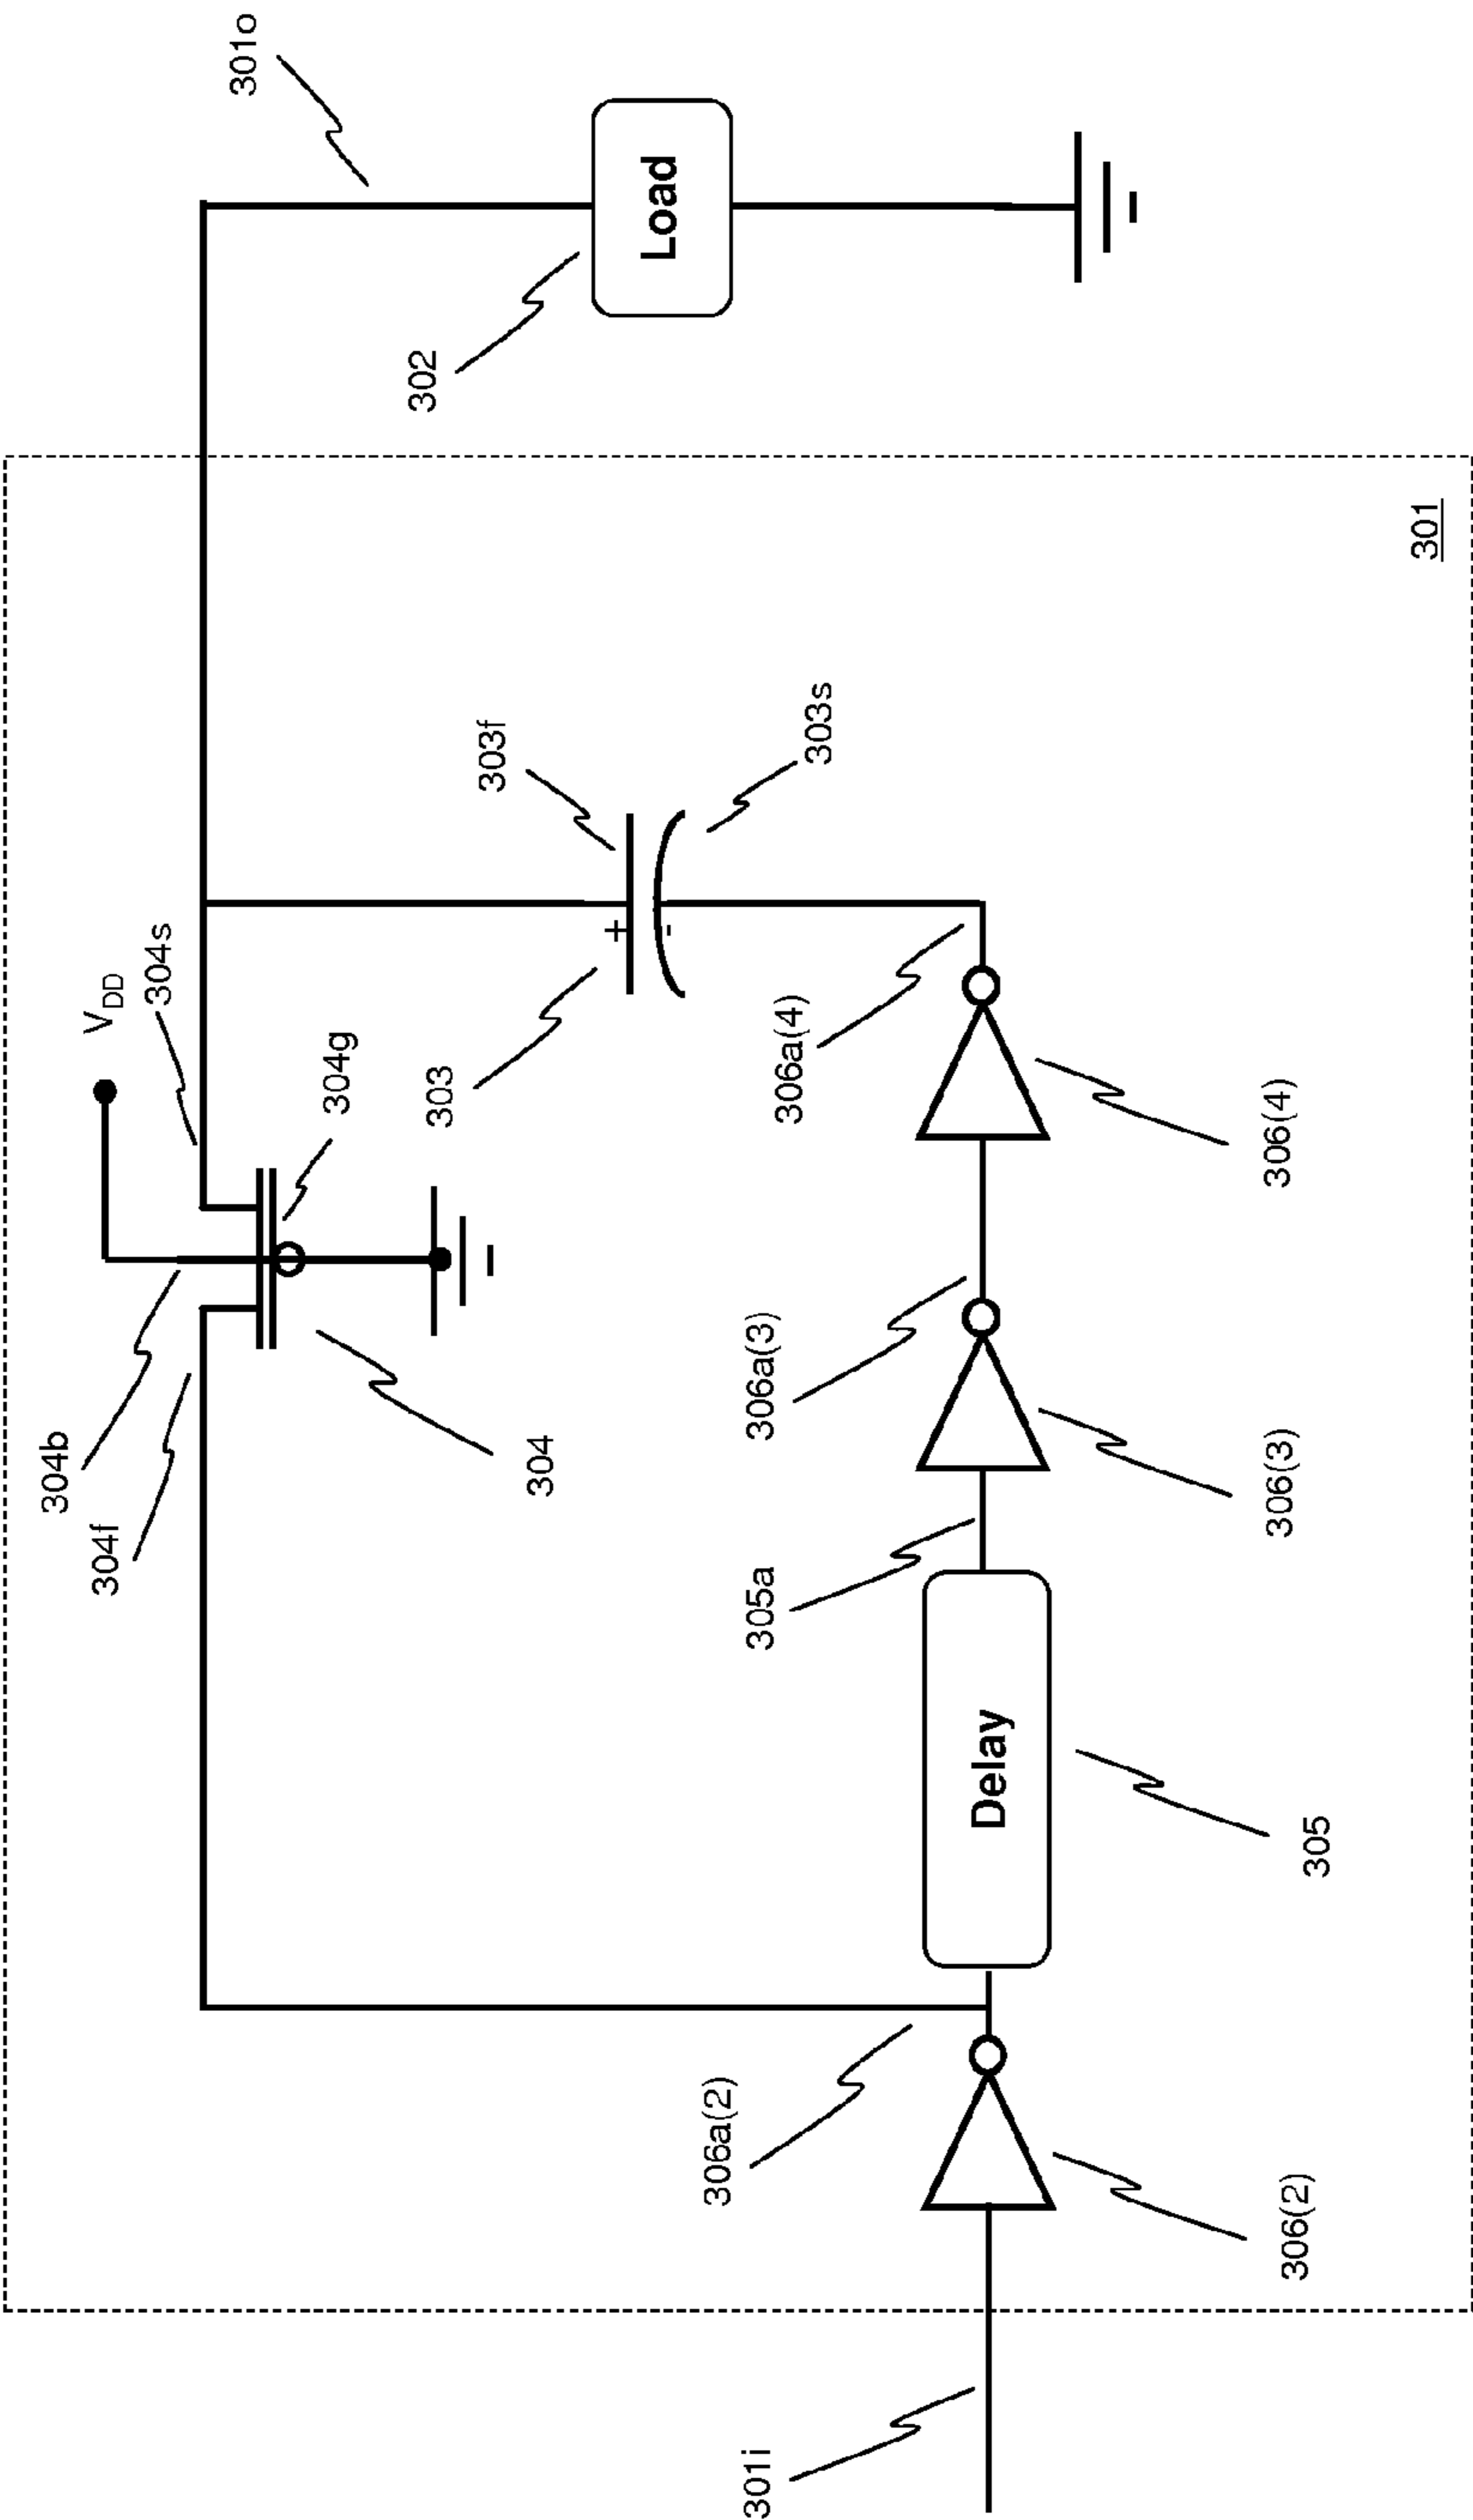 301o
Load
302
301
303f
303s
+
-
V_DD
304s
304g
303
306a(4)
306(4)
304b
304f
304
306a(3)
306(3)
305a
Delay
305
306a(2)
306(2)
301i